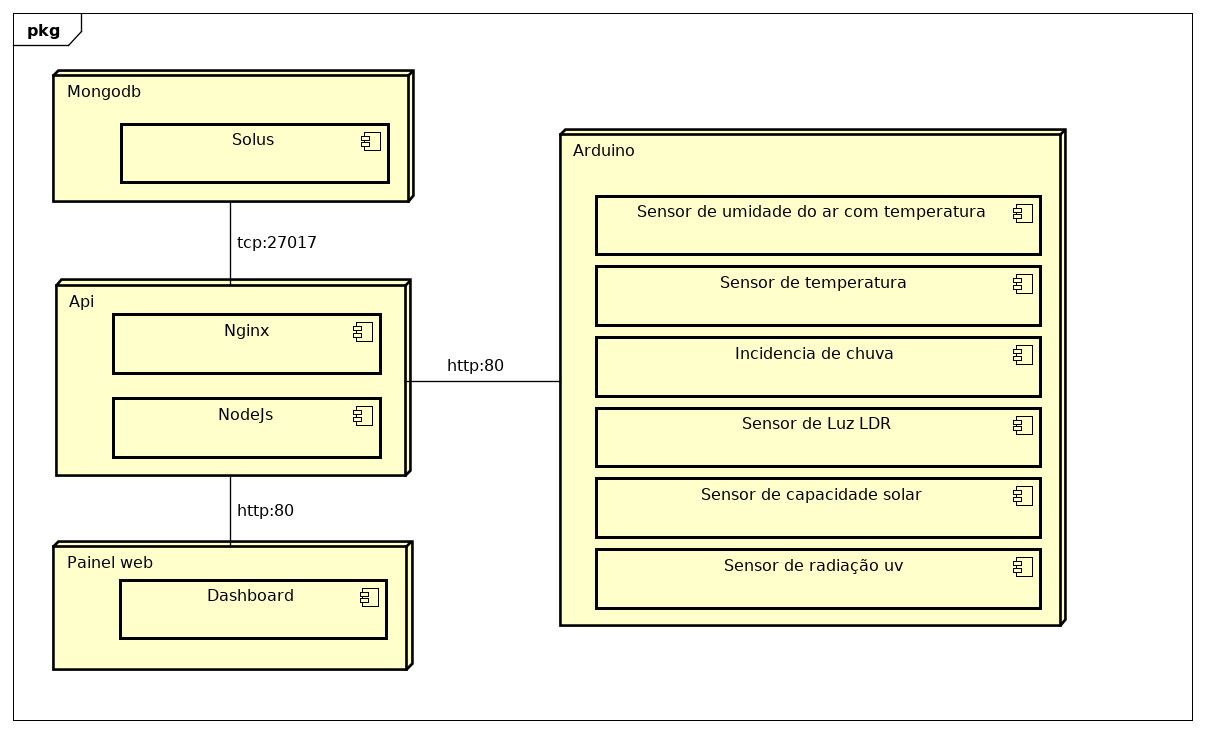 pkg
Mongodb
Solus
tcp:27017
Api
Nginx
NodeJs
http:80
Painel web
Dashboard
http:80
Arduino
Sensor de umidade do ar com temperatura
Sensor de temperatura
Incidencia de chuva
Sensor de Luz LDR
Sensor de capacidade solar
Sensor de radiação uv